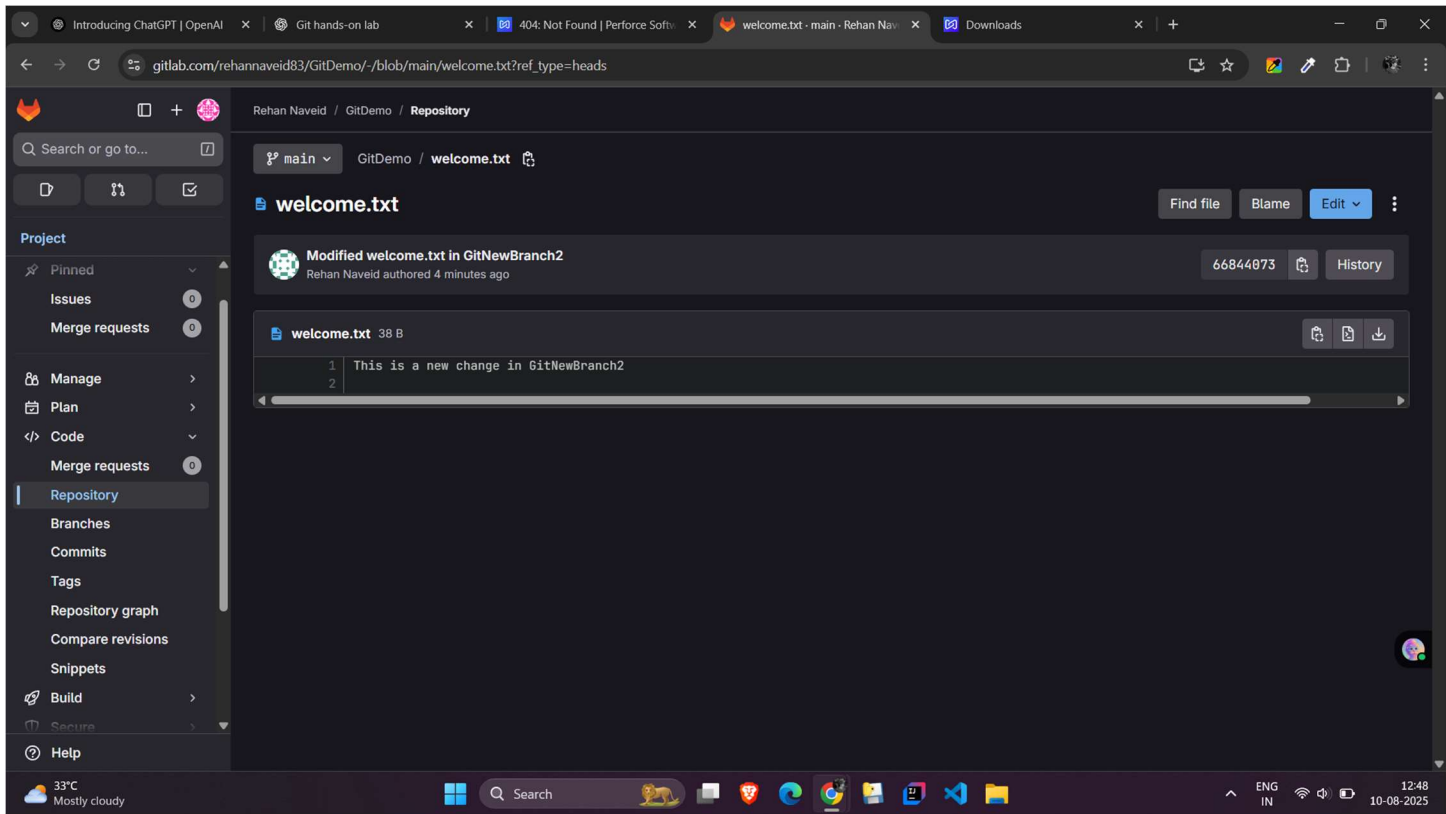 Introducing ChatGPT | OpenAI
Git hands-on lab
404: Not Found | Perforce Softw
welcome.txt · main · Rehan Nav
Downloads
gitlab.com/rehannaveid83/GitDemo/-/blob/main/welcome.txt?ref_type=heads
Search or go to...
/
Project
Pinned
Issues 0
Merge requests 0
Manage
Plan
Code
Merge requests 0
Repository
Branches
Commits
Tags
Repository graph
Compare revisions
Snippets
Build
Secure
Help
Rehan Naveid / GitDemo / Repository
main
GitDemo / welcome.txt
welcome.txt
Find file
Blame
Edit
Modified welcome.txt in GitNewBranch2
Rehan Naveid authored 4 minutes ago
66844073
History
welcome.txt 38 B
1 This is a new change in GitNewBranch2
2
33°C
Mostly cloudy
Search
ENG
IN
12:48
10-08-2025